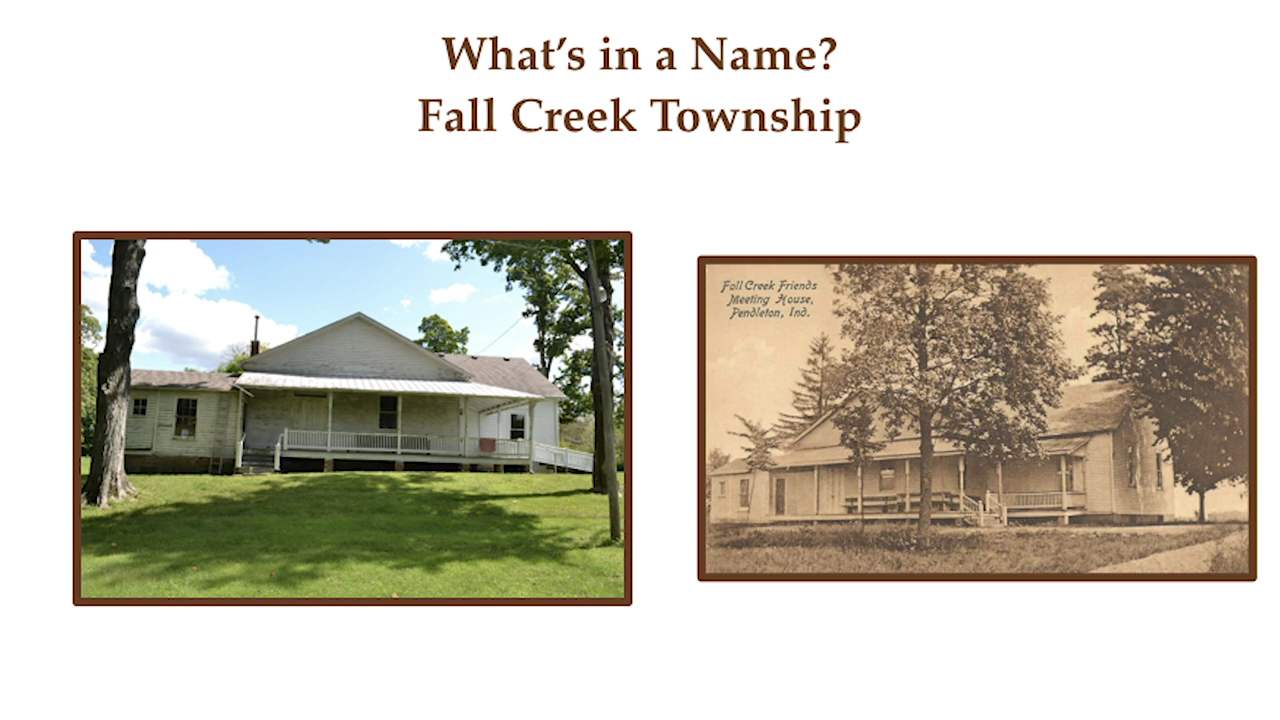 What's in a Name?
Fall Creek Township
Fall Creek Friends
Meeting House,
Pendleton, Ind.